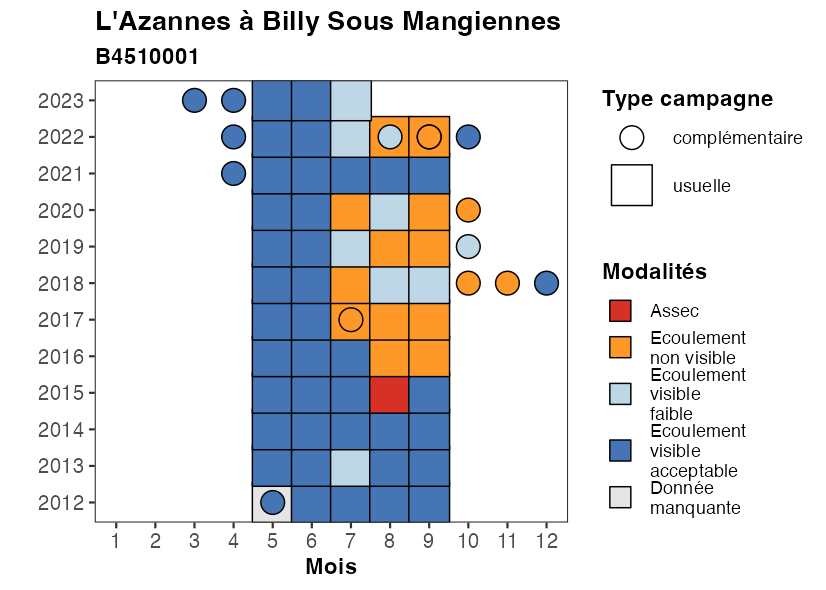 L'Azannes à Billy Sous Mangiennes
B4510001
2023
2022
2021
2020
2019
2018
2017
2016
2015
2014
2013
2012
1 2 3 4 5 6 7 8 9 10 11 12
Mois
Type campagne
complémentaire
usuelle
Modalités
Assec
Ecoulement
non visible
Ecoulement
visible
faible
Ecoulement
visible
acceptable
Donnée
manquante